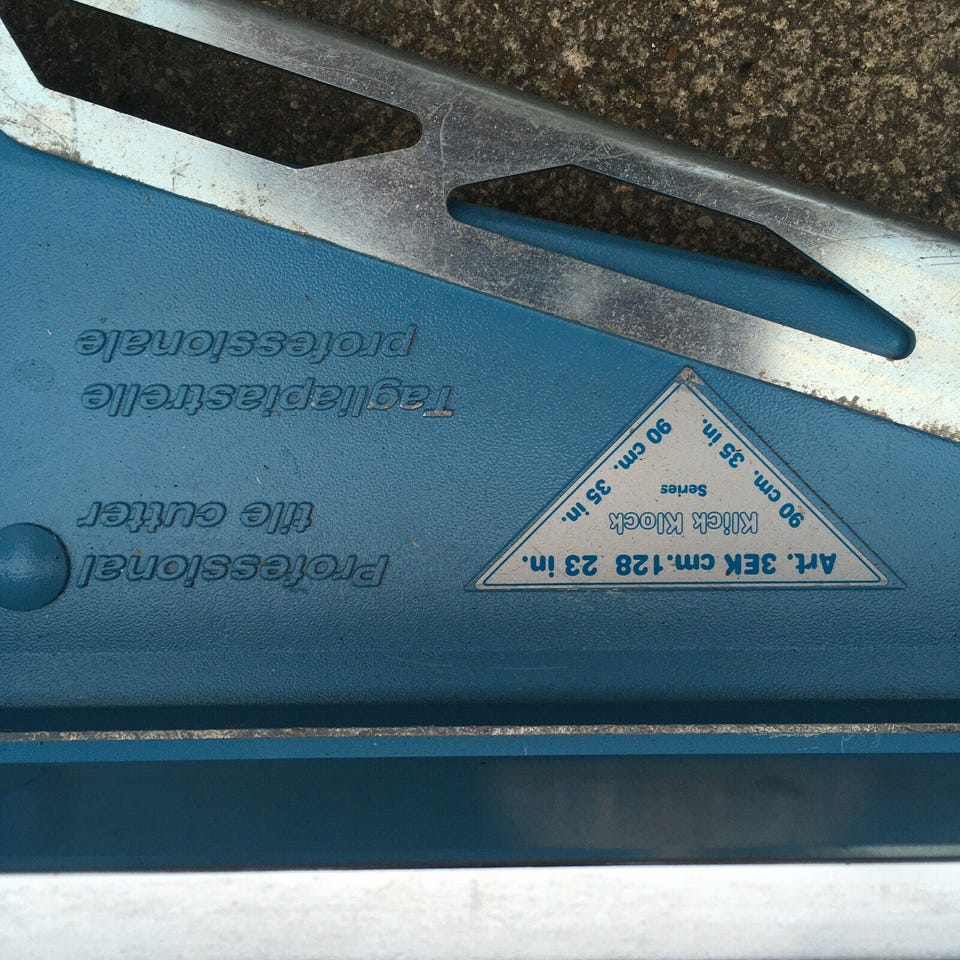 Art. 3EK cm.128 23 in.
Klick Klock
Series
90 cm. 35 in.
90 cm. 35 in.
Professional
tile cutter
Tagliapiastrelle
professionale